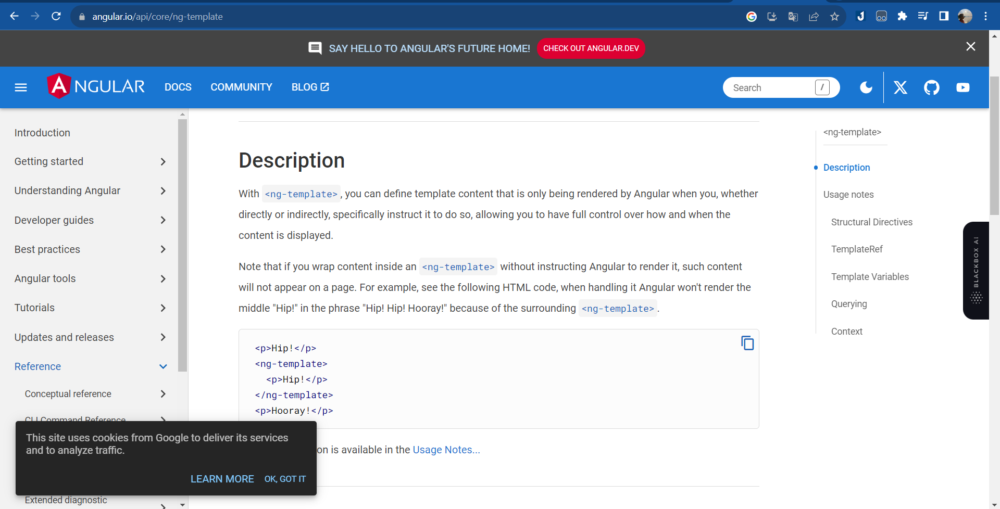 angular.io/api/core/ng-template
SAY HELLO TO ANGULAR'S FUTURE HOME!
CHECK OUT ANGULAR.DEV
ANGULAR
DOCS
COMMUNITY
BLOG
Search
/
Introduction
Getting started
Understanding Angular
Developer guides
Best practices
Angular tools
Tutorials
Updates and releases
Reference
Conceptual reference
CLI Command Reference
Extended diagnostic
Description
With <ng-template>, you can define template content that is only being rendered by Angular when you, whether
directly or indirectly, specifically instruct it to do so, allowing you to have full control over how and when the
content is displayed.
Note that if you wrap content inside an <ng-template> without instructing Angular to render it, such content
will not appear on a page. For example, see the following HTML code, when handling it Angular won't render the
middle "Hip!" in the phrase "Hip! Hip! Hooray!" because of the surrounding <ng-template>.
<p>Hip!</p>
<ng-template>
  <p>Hip!</p>
</ng-template>
<p>Hooray!</p>
on is available in the Usage Notes...
This site uses cookies from Google to deliver its services
and to analyze traffic.
LEARN MORE
OK, GOT IT
<ng-template>
Description
Usage notes
Structural Directives
TemplateRef
Template Variables
Querying
Context
BLACKBOX AI